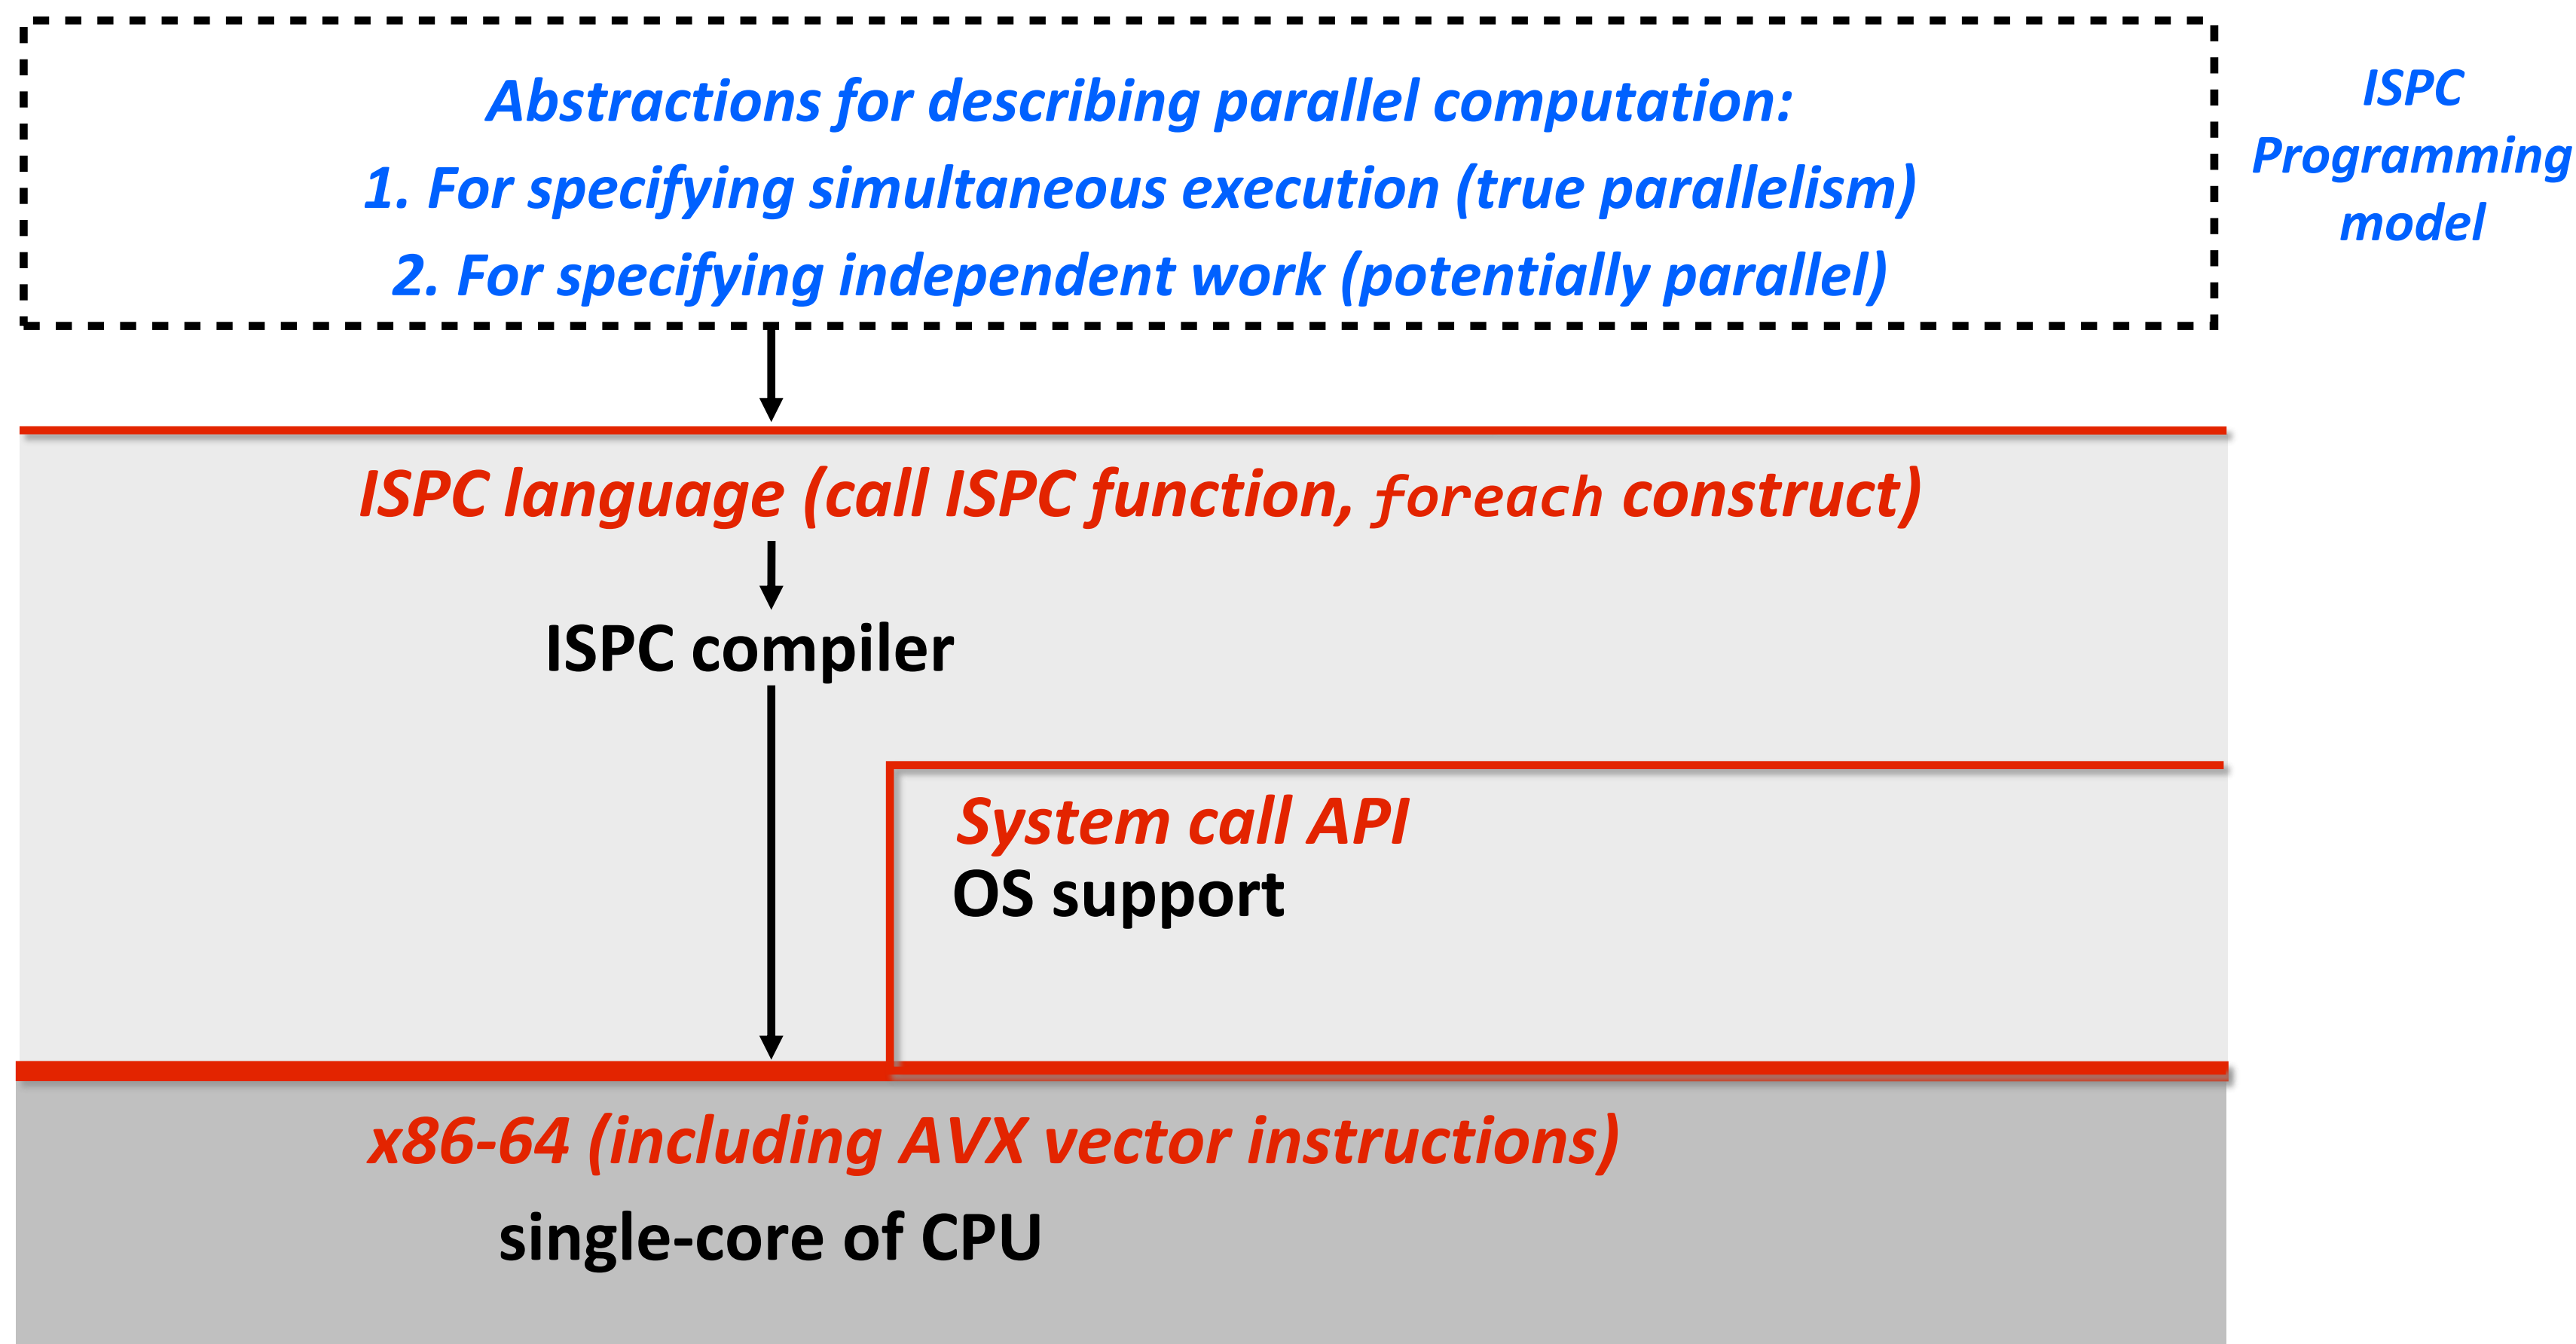 Abstractions for describing parallel computation:
1. For specifying simultaneous execution (true parallelism)
2. For specifying independent work (potentially parallel)
ISPC
Programming
model
ISPC language (call ISPC function, foreach construct)
ISPC compiler
System call API
OS support
x86-64 (including AVX vector instructions)
single-core of CPU